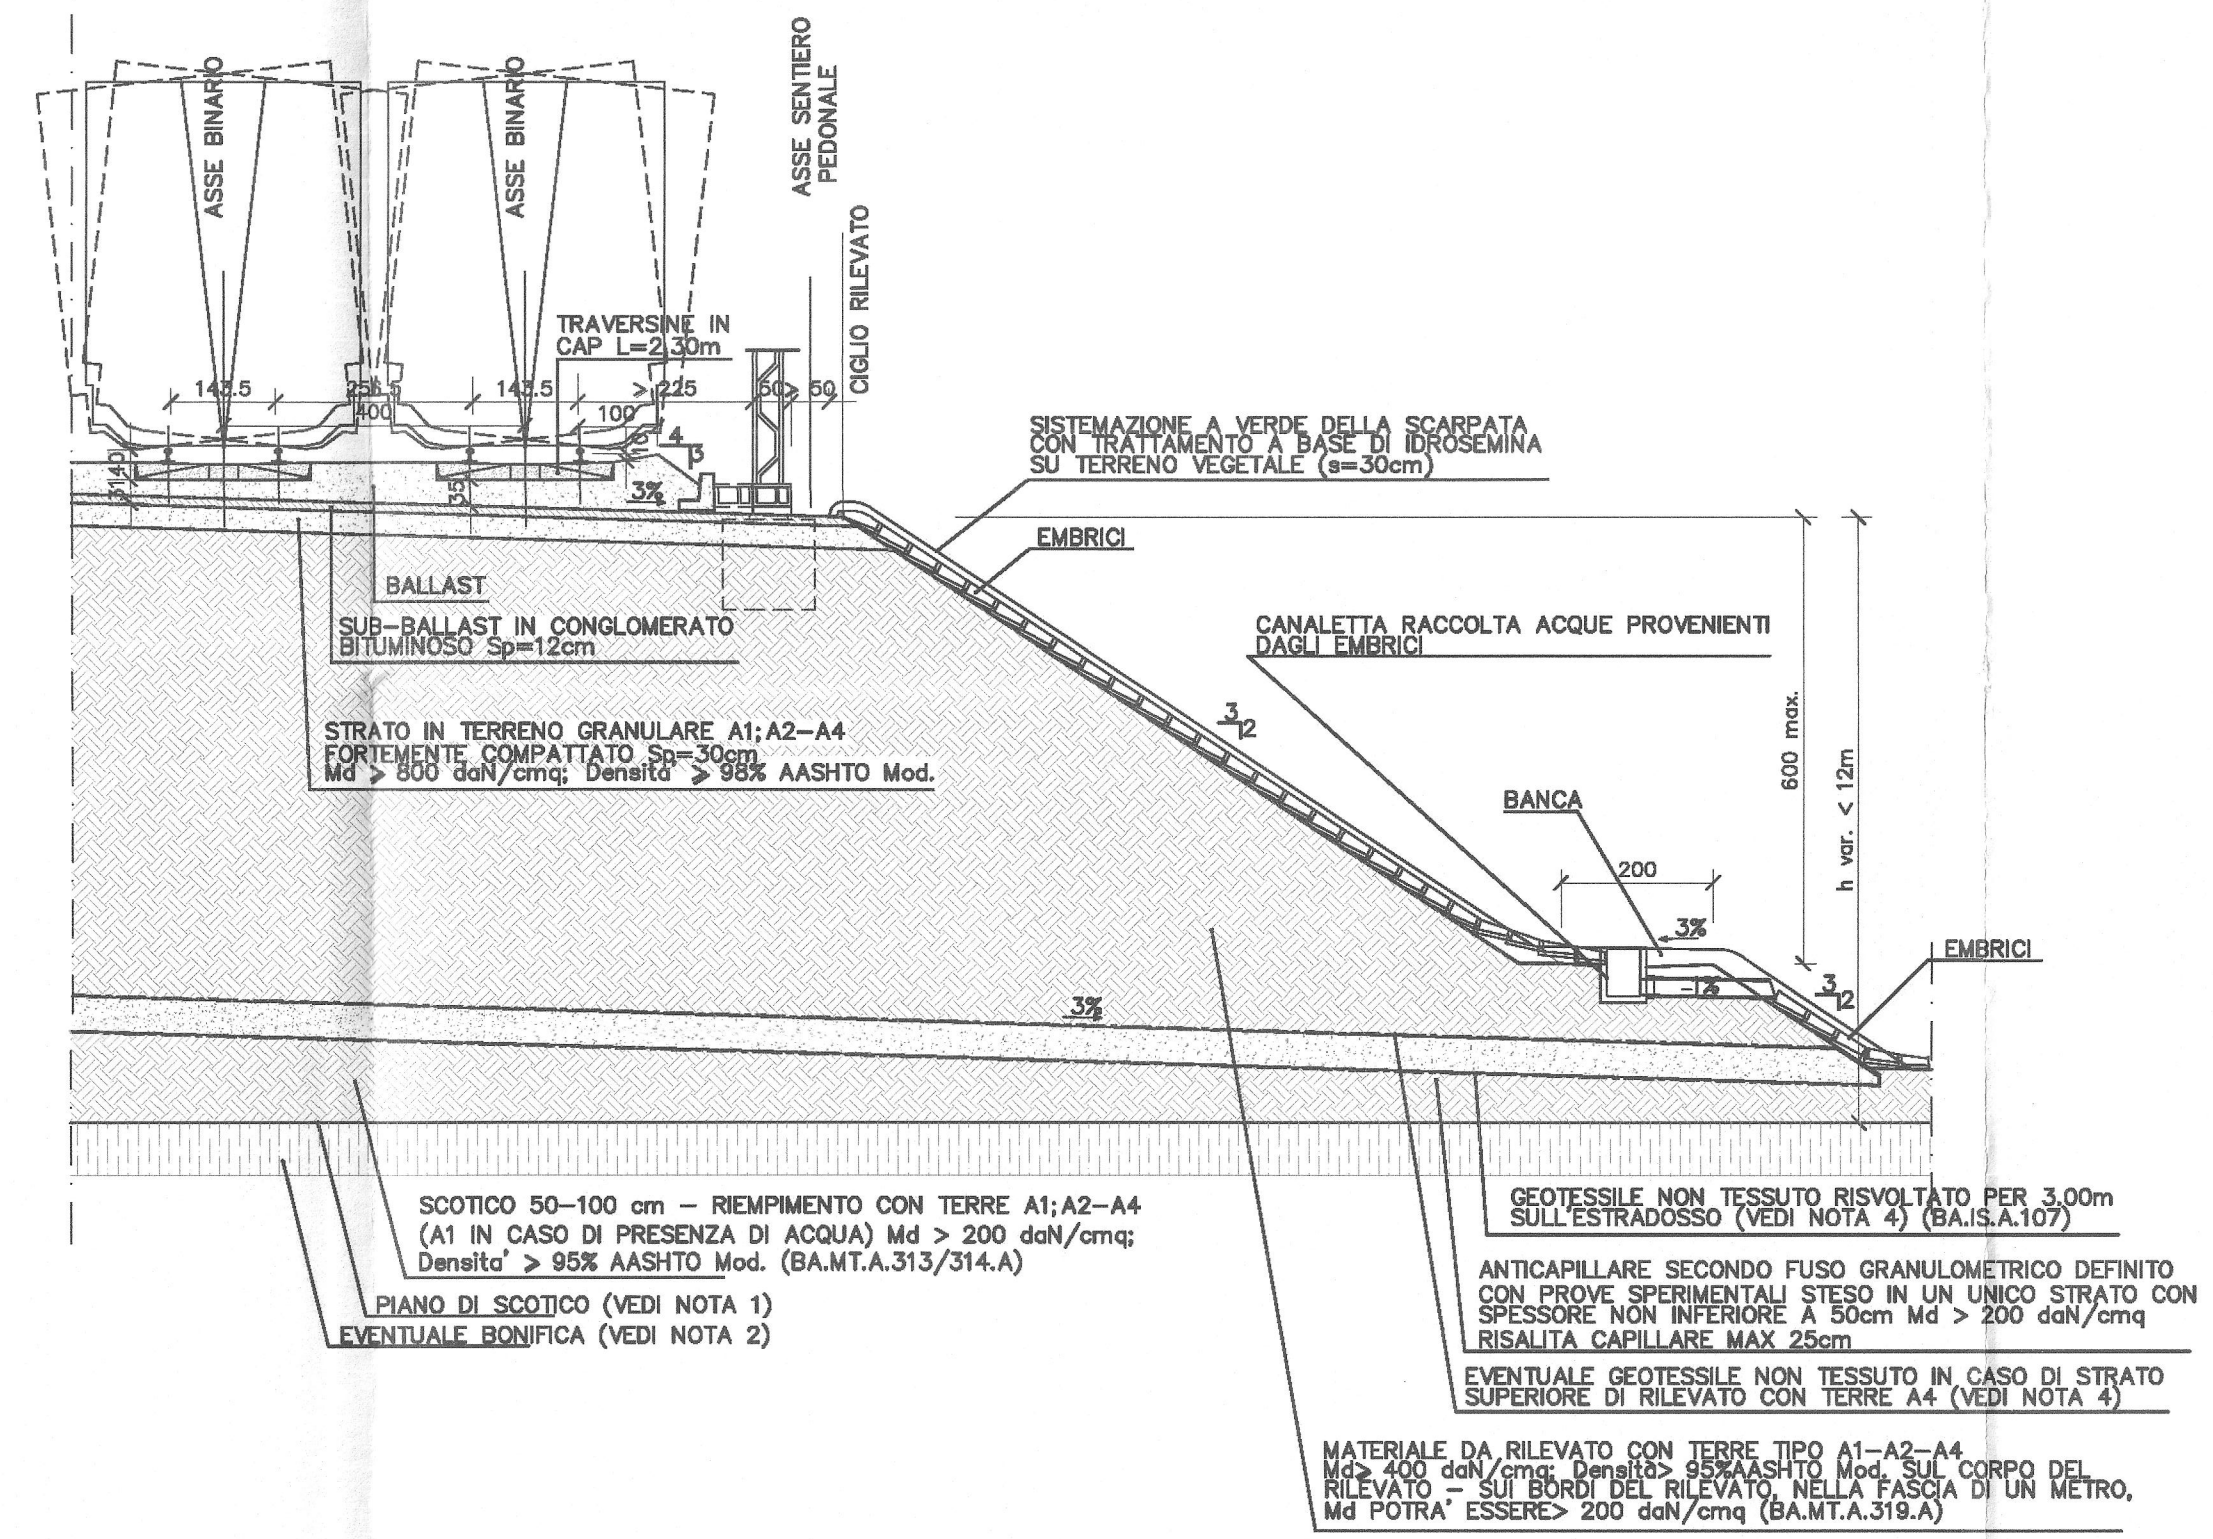 ASSE BINARIO
ASSE BINARIO
ASSE SENTIERO
PEDONALE
CIGLIO RILEVATO
TRAVERSINE IN
CAP L=2,30m
143.5
256.5
143.5
> 225
50
> 50
400
100
4
3
40
31
35
3%
SISTEMAZIONE A VERDE DELLA SCARPATA
CON TRATTAMENTO A BASE DI IDROSEMINA
SU TERRENO VEGETALE (s=30cm)
EMBRICI
BALLAST
SUB-BALLAST IN CONGLOMERATO
BITUMINOSO Sp=12cm
CANALETTA RACCOLTA ACQUE PROVENIENTI
DAGLI EMBRICI
STRATO IN TERRENO GRANULARE A1;A2-A4
FORTEMENTE COMPATTATO Sp=30cm
Md > 800 daN/cmq; Densita' > 98% AASHTO Mod.
3
2
600 max.
h var. < 12m
BANCA
200
3%
EMBRICI
-1%
3
2
3%
SCOTICO 50-100 cm - RIEMPIMENTO CON TERRE A1;A2-A4
(A1 IN CASO DI PRESENZA DI ACQUA) Md > 200 daN/cmq;
Densita' > 95% AASHTO Mod. (BA.MT.A.313/314.A)
PIANO DI SCOTICO (VEDI NOTA 1)
EVENTUALE BONIFICA (VEDI NOTA 2)
GEOTESSILE NON TESSUTO RISVOLTATO PER 3,00m
SULL'ESTRADOSSO (VEDI NOTA 4) (BA.IS.A.107)
ANTICAPILLARE SECONDO FUSO GRANULOMETRICO DEFINITO
CON PROVE SPERIMENTALI STESO IN UN UNICO STRATO CON
SPESSORE NON INFERIORE A 50cm Md > 200 daN/cmq
RISALITA CAPILLARE MAX 25cm
EVENTUALE GEOTESSILE NON TESSUTO IN CASO DI STRATO
SUPERIORE DI RILEVATO CON TERRE A4 (VEDI NOTA 4)
MATERIALE DA RILEVATO CON TERRE TIPO A1-A2-A4
Md≥ 400 daN/cmq; Densità> 95%AASHTO Mod. SUL CORPO DEL
RILEVATO - SUI BORDI DEL RILEVATO, NELLA FASCIA DI UN METRO,
Md POTRA' ESSERE> 200 daN/cmq (BA.MT.A.319.A)